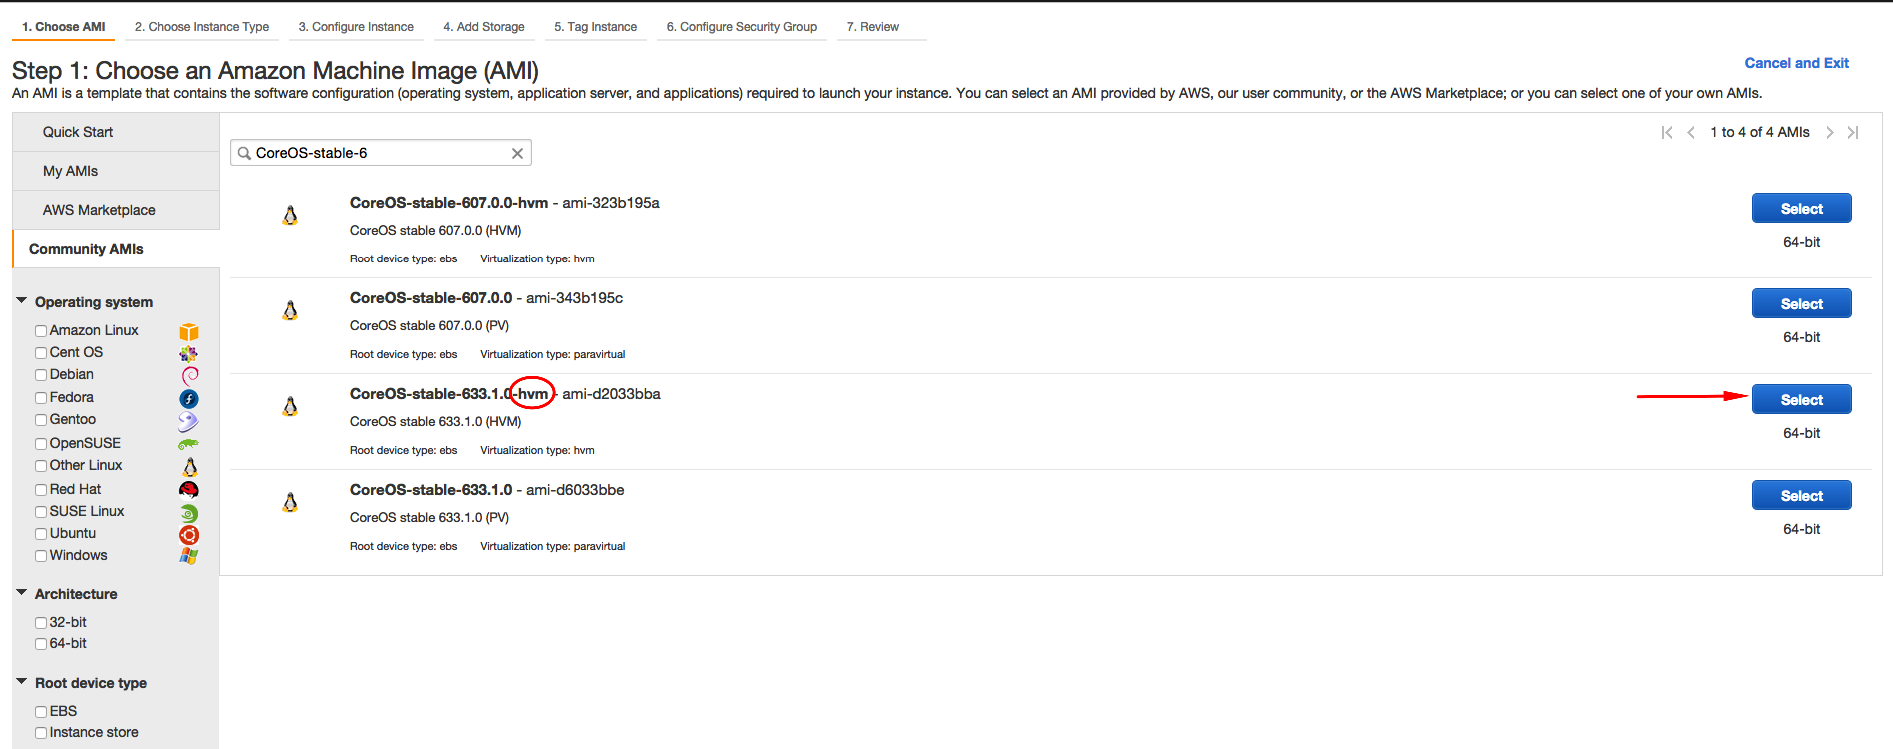 1. Choose AMI 2. Choose Instance Type 3. Configure Instance 4. Add Storage 5. Tag Instance 6. Configure Security Group 7. Review
Step 1: Choose an Amazon Machine Image (AMI)
Cancel and Exit
An AMI is a template that contains the software configuration (operating system, application server, and applications) required to launch your instance. You can select an AMI provided by AWS, our user community, or the AWS Marketplace; or you can select one of your own AMIs.
Quick Start
My AMIs
AWS Marketplace
Community AMIs
Operating system
Amazon Linux
Cent OS
Debian
Fedora
Gentoo
OpenSUSE
Other Linux
Red Hat
SUSE Linux
Ubuntu
Windows
Architecture
32-bit
64-bit
Root device type
EBS
Instance store
CoreOS-stable-6
1 to 4 of 4 AMIs
CoreOS-stable-607.0.0-hvm - ami-323b195a
CoreOS stable 607.0.0 (HVM)
Root device type: ebs Virtualization type: hvm
Select
64-bit
CoreOS-stable-607.0.0 - ami-343b195c
CoreOS stable 607.0.0 (PV)
Root device type: ebs Virtualization type: paravirtual
Select
64-bit
CoreOS-stable-633.1.0-hvm - ami-d2033bba
CoreOS stable 633.1.0 (HVM)
Root device type: ebs Virtualization type: hvm
Select
64-bit
CoreOS-stable-633.1.0 - ami-d6033bbe
CoreOS stable 633.1.0 (PV)
Root device type: ebs Virtualization type: paravirtual
Select
64-bit